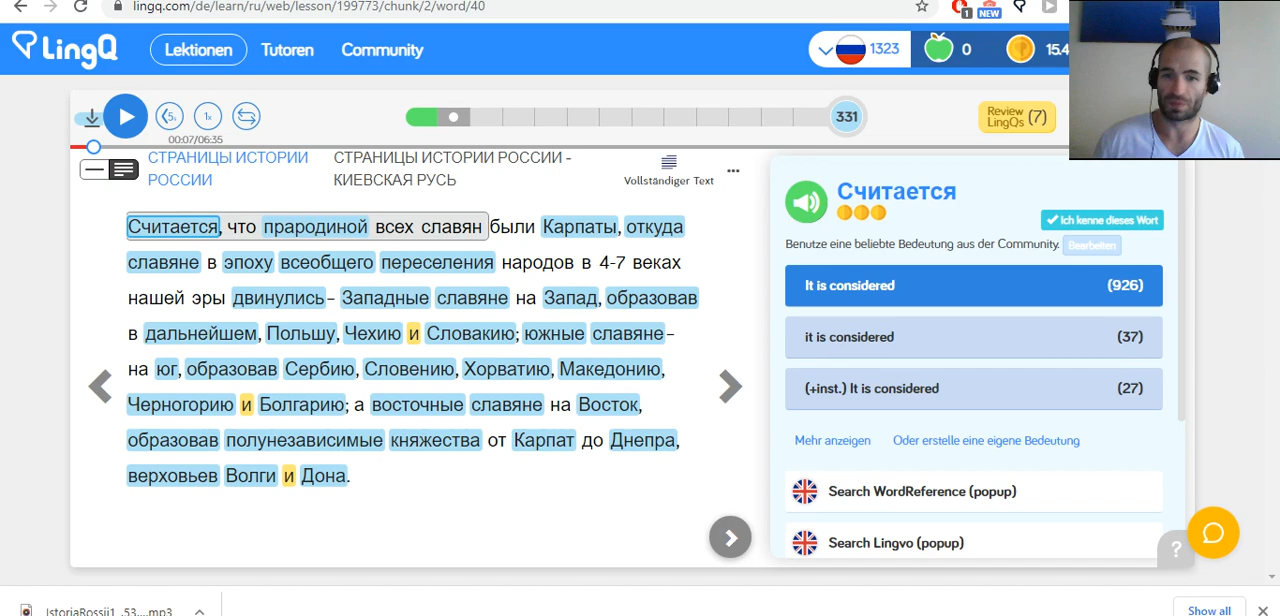 lingq.com/de/learn/ru/web/lesson/199773/chunk/2/word/40
1
NEW
LingQ
Lektionen
Tutoren
Community
1323
0
15.4
5s
1x
331
Review
LingQs (7)
00:07/06:35
СТРАНИЦЫ ИСТОРИИ
РОССИИ
СТРАНИЦЫ ИСТОРИИ РОССИИ -
КИЕВСКАЯ РУСЬ
Vollständiger Text
Считается, что прародиной всех славян были Карпаты, откуда
славяне в эпоху всеобщего переселения народов в 4-7 веках
нашей эры двинулись– Западные славяне на Запад, образовав
в дальнейшем, Польшу, Чехию и Словакию; южные славяне–
на юг, образовав Сербию, Словению, Хорватию, Македонию,
Черногорию и Болгарию; а восточные славяне на Восток,
образовав полунезависимые княжества от Карпат до Днепра,
верховьев Волги и Дона.
Считается
Ich kenne dieses Wort
Benutze eine beliebte Bedeutung aus der Community.
Bearbeiten
It is considered (926)
it is considered (37)
(+inst.) It is considered (27)
Mehr anzeigen
Oder erstelle eine eigene Bedeutung
Search WordReference (popup)
Search Lingvo (popup)
?
IstoriaRossii1_.53....mp3
Show all